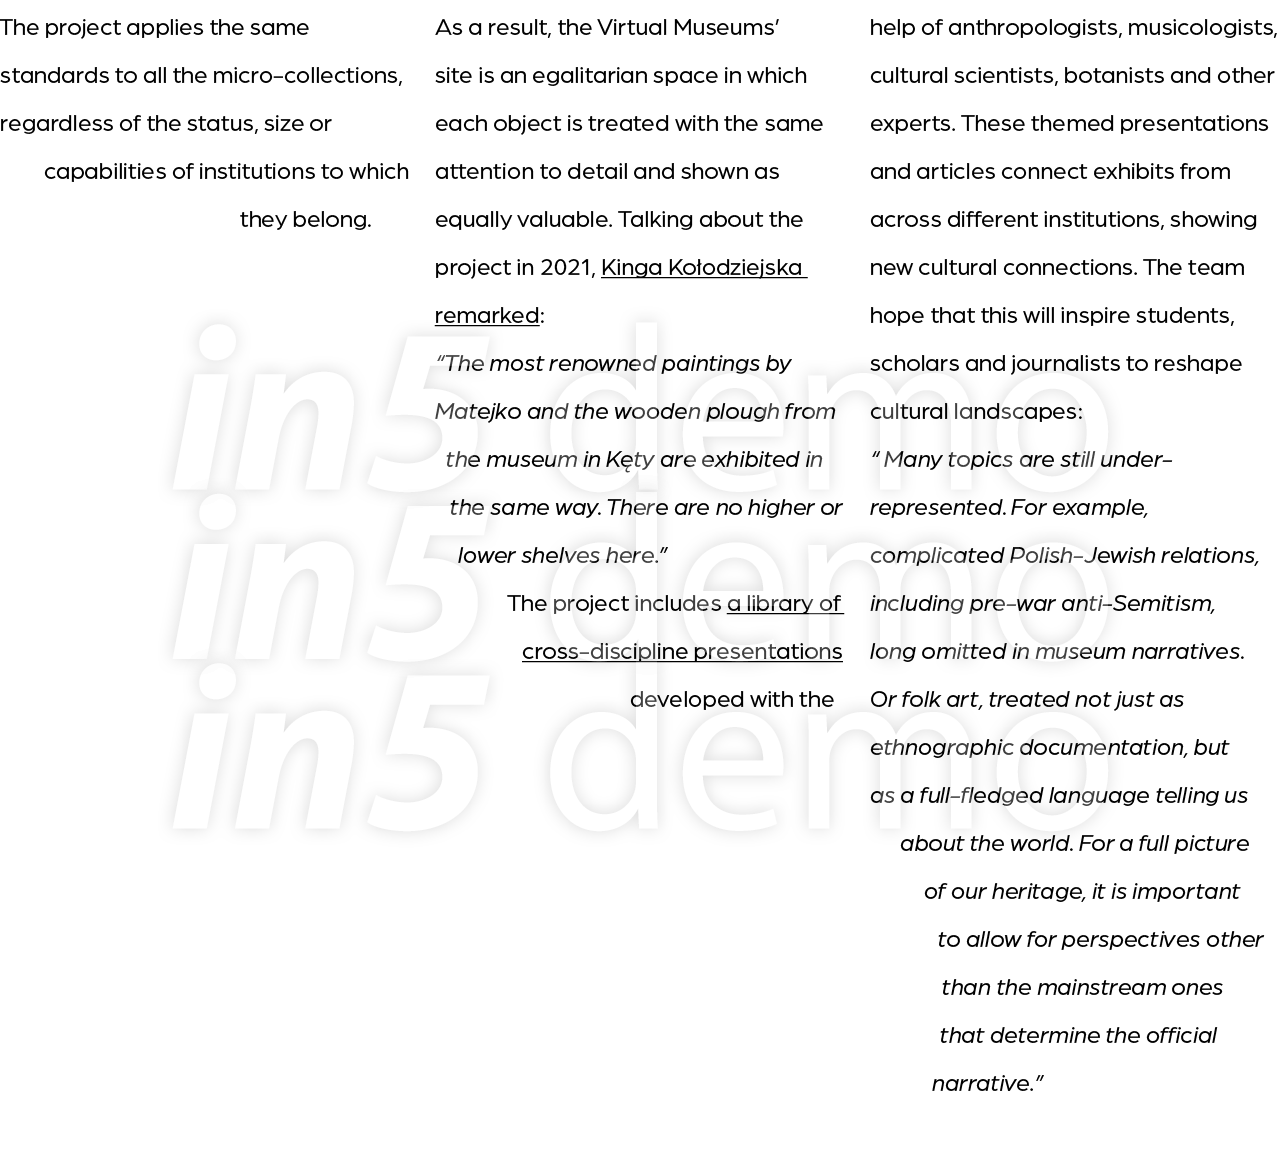 The project applies the same
standards to all the micro-collections,
regardless of the status, size or
capabilities of institutions to which
they belong.
As a result, the Virtual Museums’
site is an egalitarian space in which
each object is treated with the same
attention to detail and shown as
equally valuable. Talking about the
project in 2021, Kinga Kołodziejska
remarked:
“The most renowned paintings by
Matejko and the wooden plough from
the museum in Kęty are exhibited in
the same way. There are no higher or
lower shelves here.”
The project includes a library of
cross-discipline presentations
developed with the
help of anthropologists, musicologists,
cultural scientists, botanists and other
experts. These themed presentations
and articles connect exhibits from
across different institutions, showing
new cultural connections. The team
hope that this will inspire students,
scholars and journalists to reshape
cultural landscapes:
“ Many topics are still under-
represented. For example,
complicated Polish-Jewish relations,
including pre-war anti-Semitism,
long omitted in museum narratives.
Or folk art, treated not just as
ethnographic documentation, but
as a full-fledged language telling us
about the world. For a full picture
of our heritage, it is important
to allow for perspectives other
than the mainstream ones
that determine the official
narrative.”
in5 demo
in5 demo
in5 demo